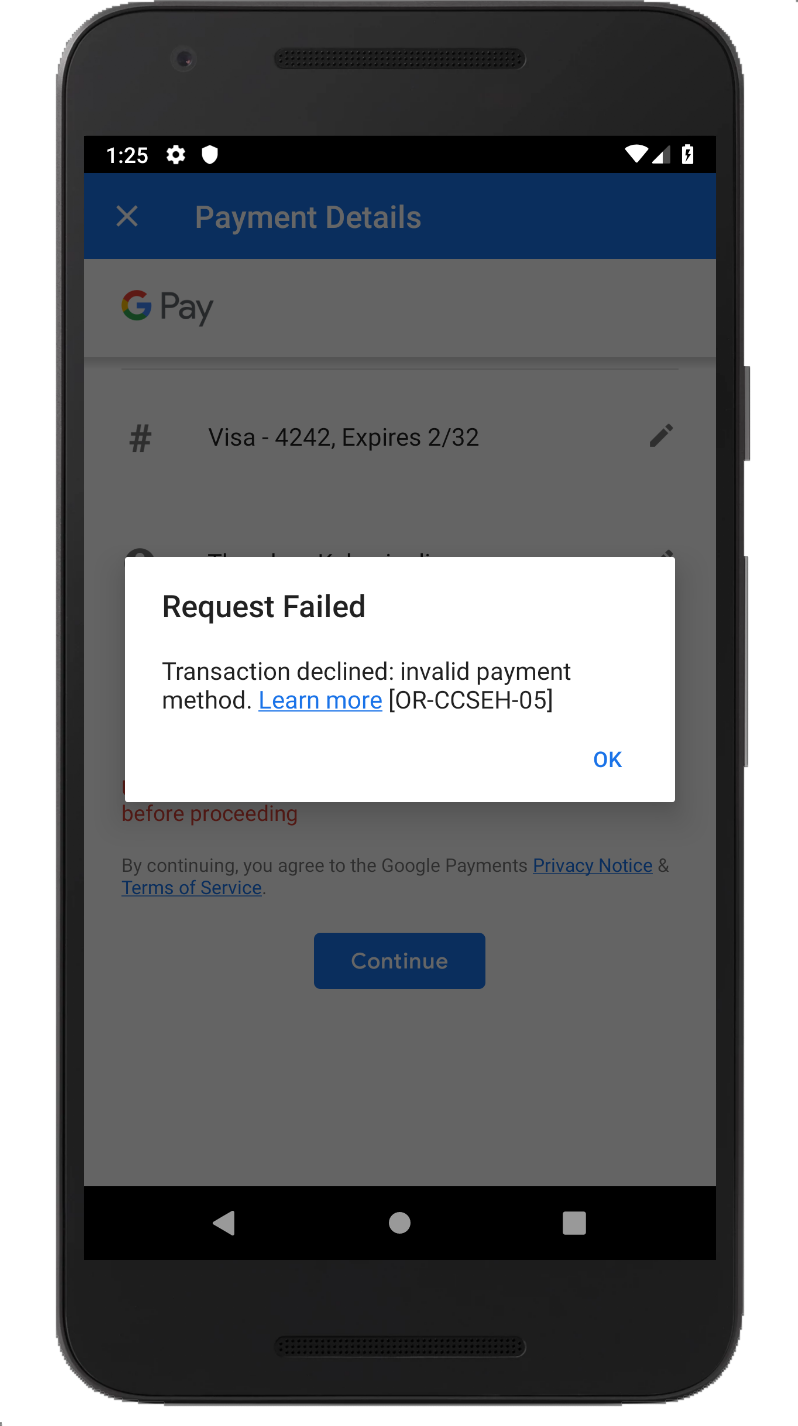 1:25
Payment Details
G Pay
Visa - 4242, Expires 2/32
Request Failed
Transaction declined: invalid payment
method. Learn more [OR-CCSEH-05]
OK
before proceeding
By continuing, you agree to the Google Payments Privacy Notice &
Terms of Service.
Continue